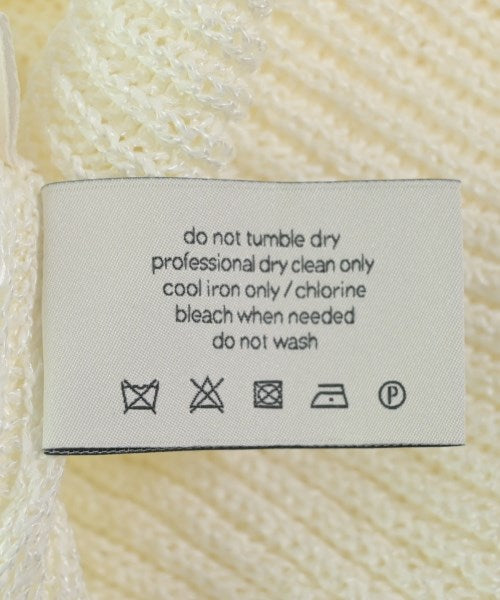 do not tumble dry
professional dry clean only
cool iron only / chlorine
bleach when needed
do not wash
P